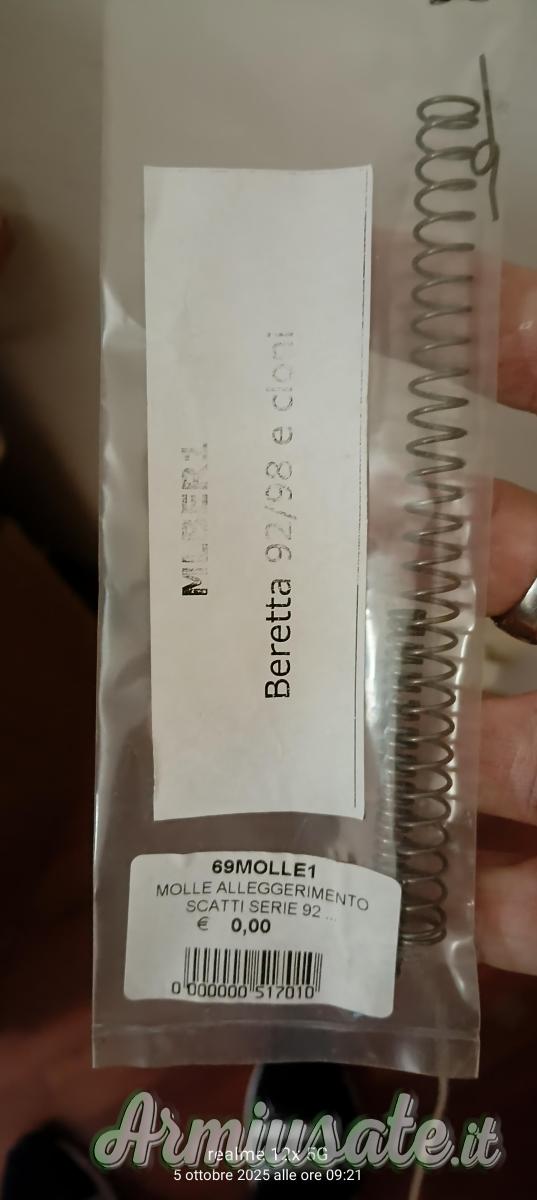 MLBER1
Beretta 92/98 e cloni
69MOLLE1
MOLLE ALLEGGERIMENTO
SCATTI SERIE 92 ...
€ 0,00
0 000000 517010
Armiusate.it
realme 12x 5G
5 ottobre 2025 alle ore 09:21